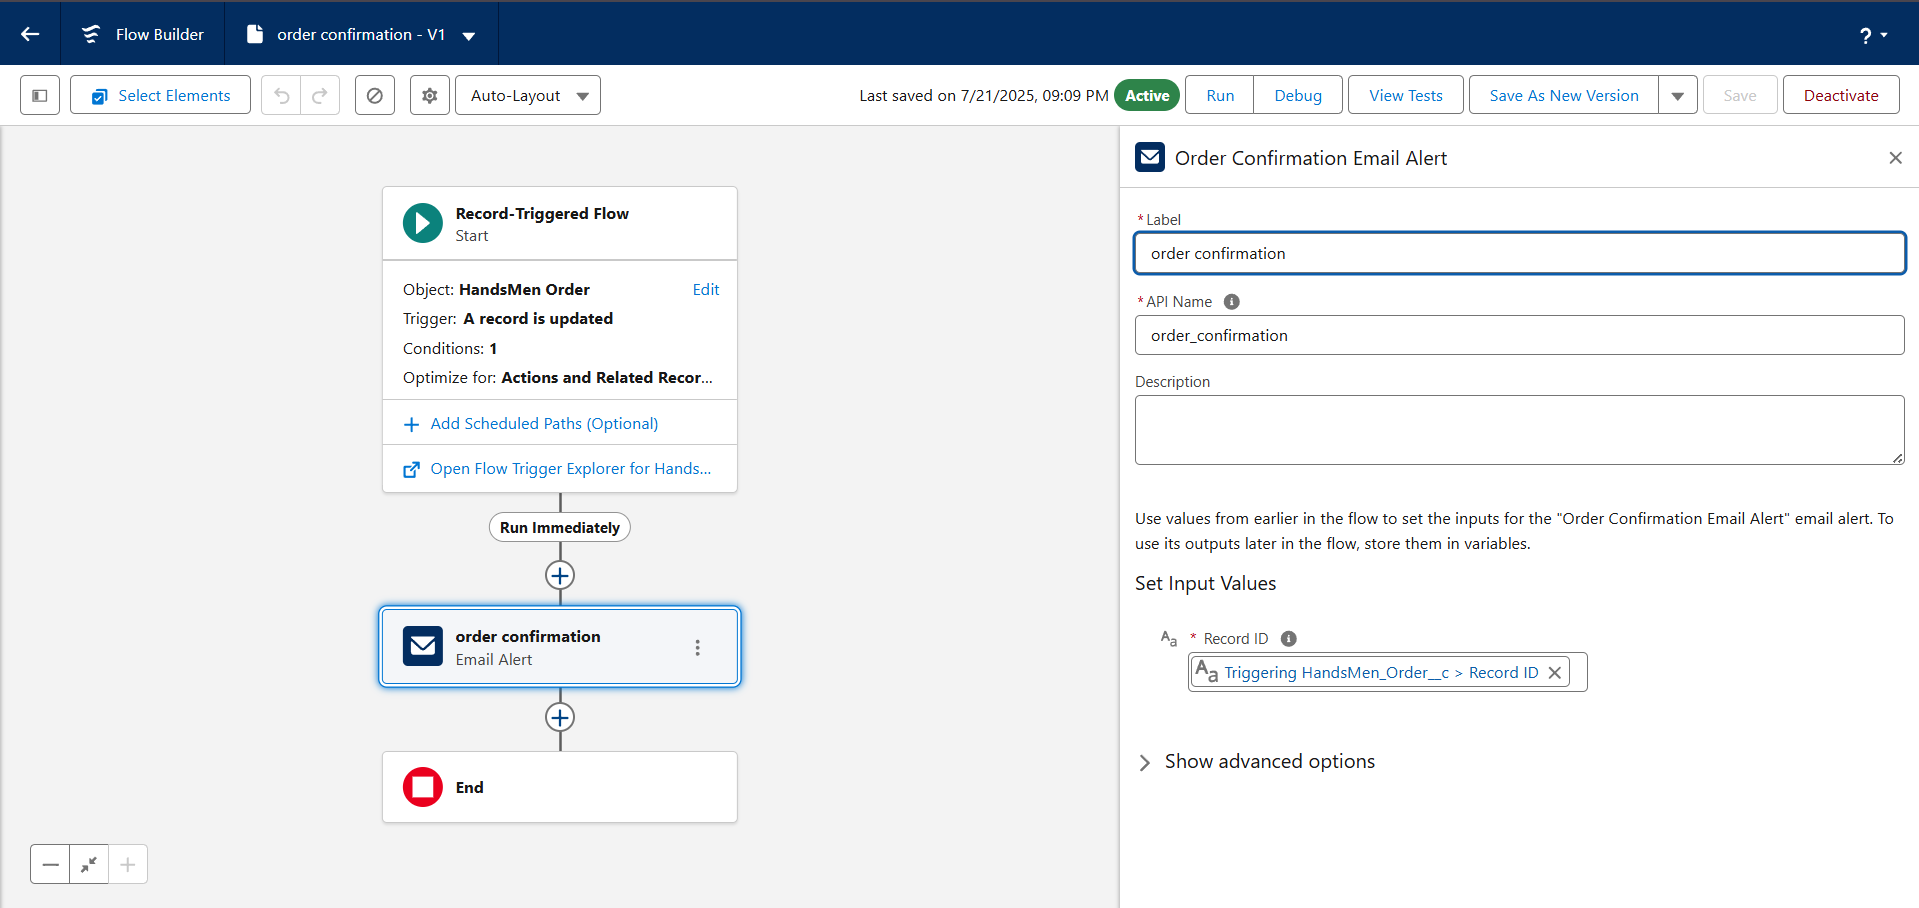 Flow Builder
order confirmation - V1
?
Select Elements
Auto-Layout
Last saved on 7/21/2025, 09:09 PM
Active
Run
Debug
View Tests
Save As New Version
Save
Deactivate
Record-Triggered Flow
Start
Object: HandsMen Order
Edit
Trigger: A record is updated
Conditions: 1
Optimize for: Actions and Related Recor...
Add Scheduled Paths (Optional)
Open Flow Trigger Explorer for Hands...
Run Immediately
order confirmation
Email Alert
End
Order Confirmation Email Alert
* Label
order confirmation
* API Name
order_confirmation
Description
Use values from earlier in the flow to set the inputs for the "Order Confirmation Email Alert" email alert. To
use its outputs later in the flow, store them in variables.
Set Input Values
Aa * Record ID
Aa Triggering HandsMen_Order__c > Record ID
Show advanced options